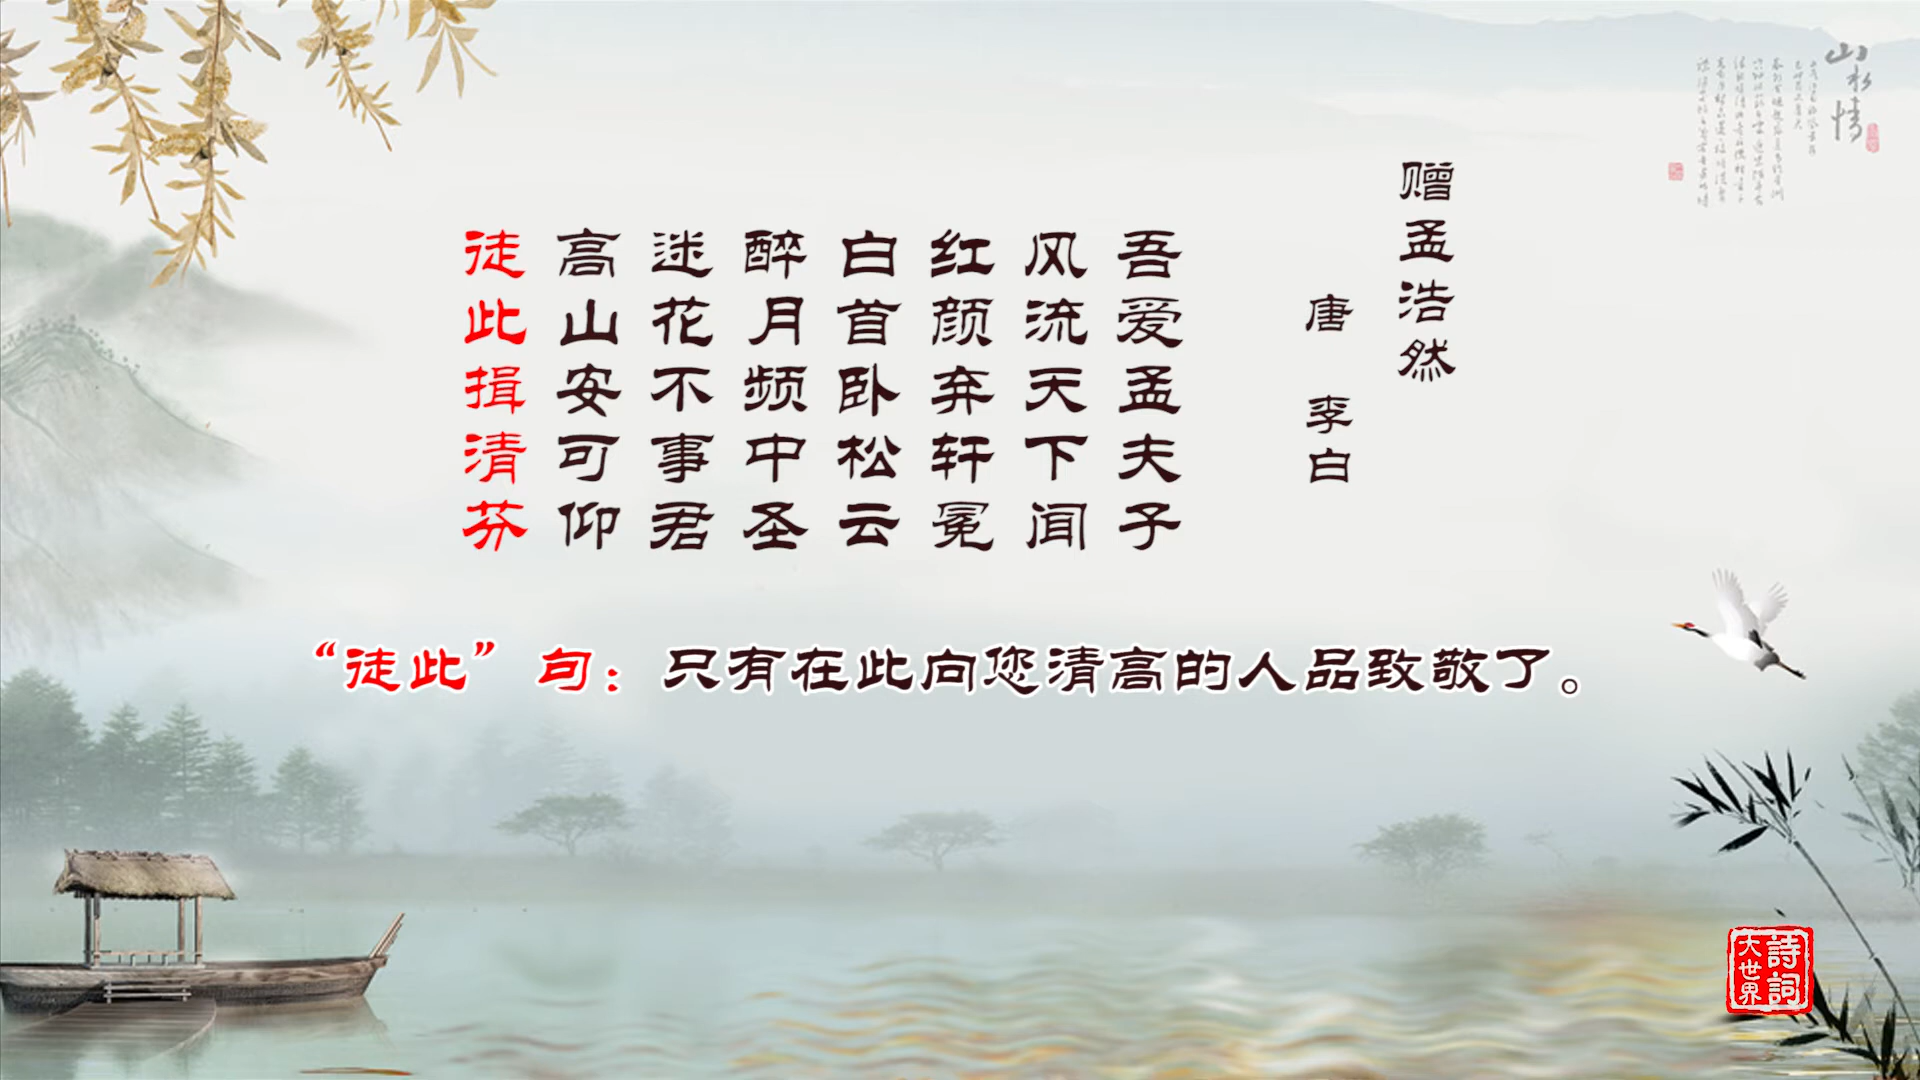 赠孟浩然
唐 李白
吾爱孟夫子
风流天下闻
红颜弃轩冕
白首卧松云
醉月频中圣
迷花不事君
高山安可仰
徒此揖清芬
“徒此”句：只有在此向您清高的人品致敬了。
山水情
詩詞
大世界